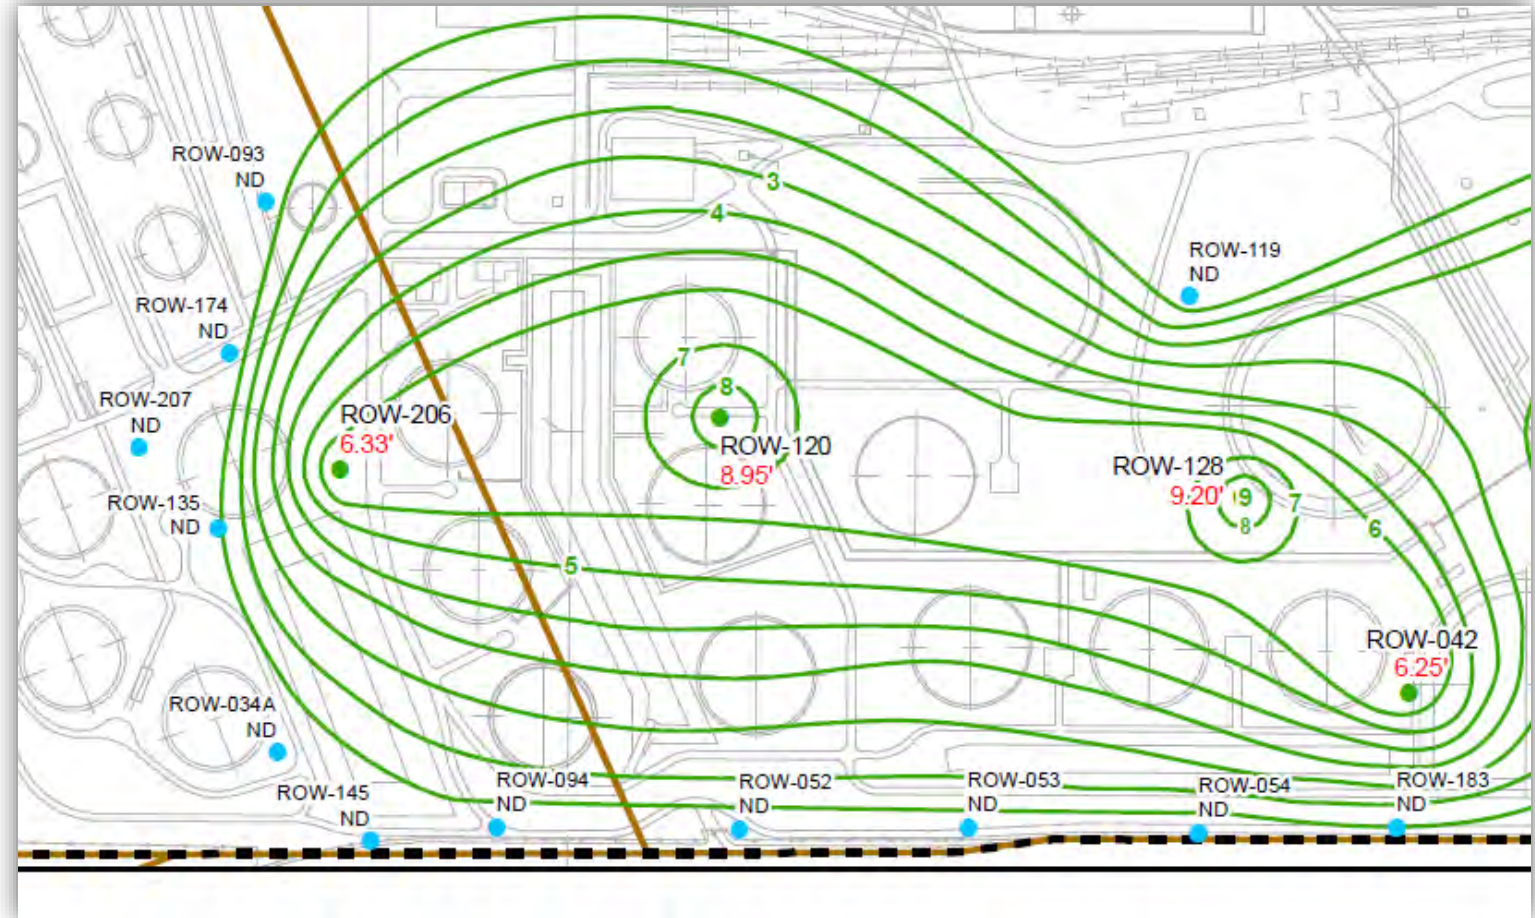 ROW-093
ND
3
4
ROW-119
ND
ROW-174
ND
7
8
ROW-207
ND
ROW-206
6.33'
ROW-120
8.95'
ROW-128
9.20'
9
7
8
6
ROW-135
ND
5
ROW-042
6.25'
ROW-034A
ND
ROW-145
ND
ROW-094
ND
ROW-052
ND
ROW-053
ND
ROW-054
ND
ROW-183
ND